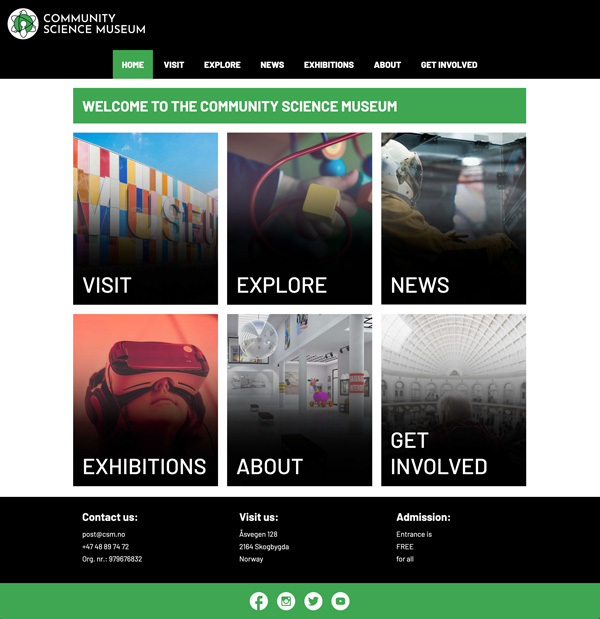 COMMUNITY
SCIENCE MUSEUM
HOME VISIT EXPLORE NEWS EXHIBITIONS ABOUT GET INVOLVED
WELCOME TO THE COMMUNITY SCIENCE MUSEUM
MUSEU
VISIT
EXPLORE
NEWS
EXHIBITIONS
ABOUT
GET
INVOLVED
Contact us:
post@csm.no
+47 48 89 74 72
Org. nr.: 979676832
Visit us:
Åsvegen 128
2164 Skogbygda
Norway
Admission:
Entrance is
FREE
for all